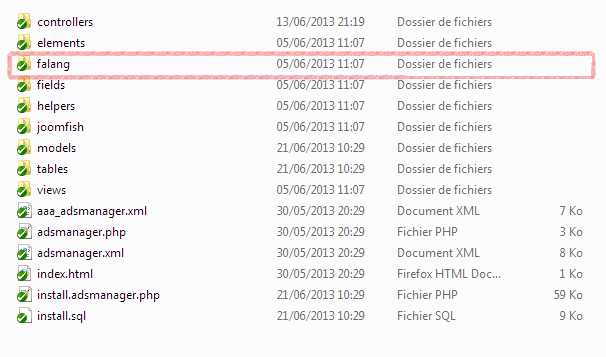 controllers 13/06/2013 21:19 Dossier de fichiers
elements 05/06/2013 11:07 Dossier de fichiers
falang 05/06/2013 11:07 Dossier de fichiers
fields 05/06/2013 11:07 Dossier de fichiers
helpers 05/06/2013 11:07 Dossier de fichiers
joomfish 05/06/2013 11:07 Dossier de fichiers
models 21/06/2013 10:29 Dossier de fichiers
tables 21/06/2013 10:29 Dossier de fichiers
views 05/06/2013 11:07 Dossier de fichiers
aaa_adsmanager.xml 30/05/2013 20:29 Document XML 7 Ko
adsmanager.php 30/05/2013 20:29 Fichier PHP 3 Ko
adsmanager.xml 30/05/2013 20:29 Document XML 8 Ko
index.html 30/05/2013 20:29 Firefox HTML Doc... 1 Ko
install.adsmanager.php 21/06/2013 10:29 Fichier PHP 59 Ko
install.sql 21/06/2013 10:29 Fichier SQL 9 Ko